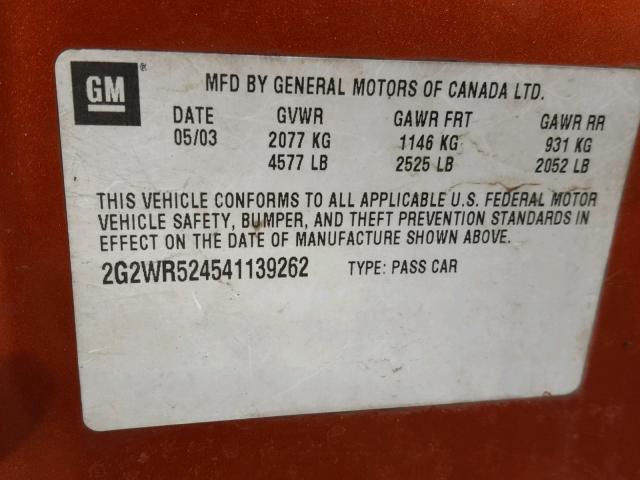 GM ®
MFD BY GENERAL MOTORS OF CANADA LTD.
DATE GVWR GAWR FRT GAWR RR
05/03 2077 KG 1146 KG 931 KG
4577 LB 2525 LB 2052 LB
THIS VEHICLE CONFORMS TO ALL APPLICABLE U.S. FEDERAL MOTOR
VEHICLE SAFETY, BUMPER, AND THEFT PREVENTION STANDARDS IN
EFFECT ON THE DATE OF MANUFACTURE SHOWN ABOVE.
2G2WR524541139262 TYPE: PASS CAR